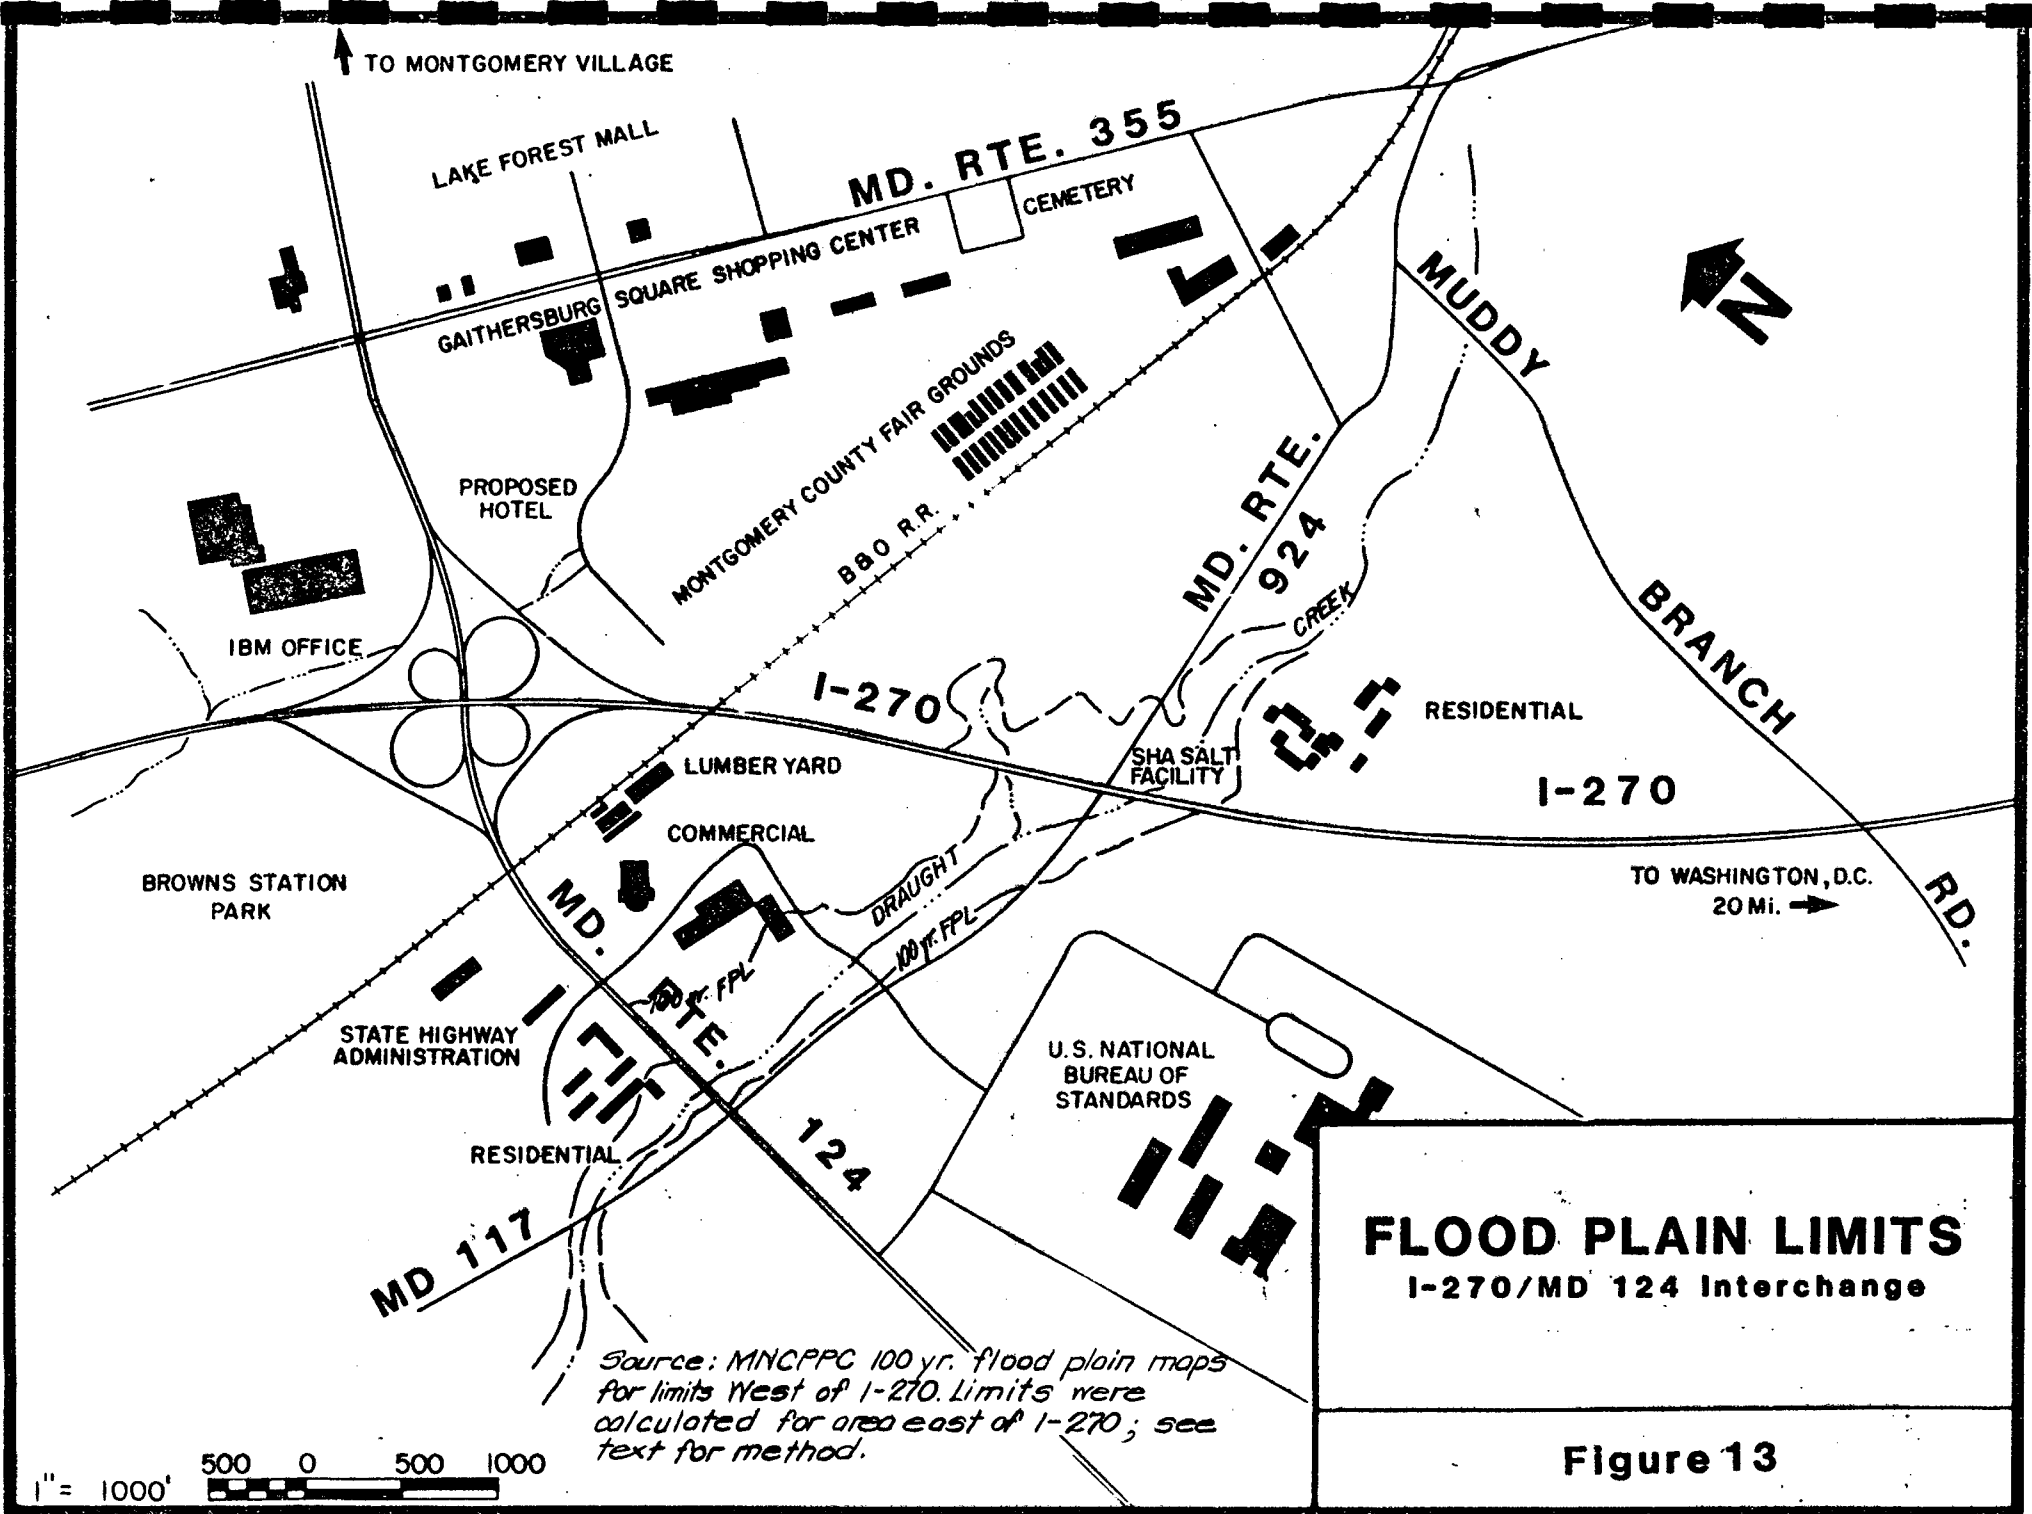 TO MONTGOMERY VILLAGE
LAKE FOREST MALL
MD. RTE. 355
CEMETERY
GAITHERSBURG SQUARE SHOPPING CENTER
MUDDY
BRANCH
RD.
N
MONTGOMERY COUNTY FAIR GROUNDS
PROPOSED
HOTEL
B&O R.R.
MD. RTE.
924
CREEK
IBM OFFICE
I-270
RESIDENTIAL
SHA SALT
FACILITY
LUMBER YARD
I-270
COMMERCIAL
BROWNS STATION
PARK
TO WASHINGTON, D.C.
20 Mi.
DRAUGHT
100 yr. FPL
MD. RTE. 124
100 yr. FPL
STATE HIGHWAY
ADMINISTRATION
U.S. NATIONAL
BUREAU OF
STANDARDS
RESIDENTIAL
MD 117
FLOOD PLAIN LIMITS
I-270/MD 124 Interchange
Source: MNCPPC 100 yr. flood plain maps
for limits West of I-270. Limits were
calculated for area east of I-270; see
text for method.
500 0 500 1000
1" = 1000'
Figure 13